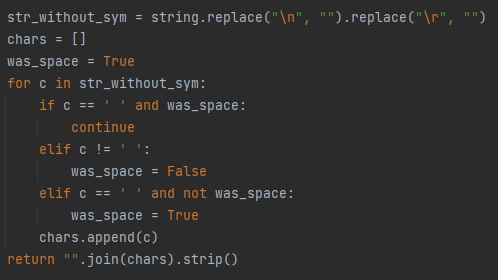 str_without_sym = string.replace("\n", "").replace("\r", "")
chars = []
was_space = True
for c in str_without_sym:
    if c == ' ' and was_space:
        continue
    elif c != ' ':
        was_space = False
    elif c == ' ' and not was_space:
        was_space = True
    chars.append(c)
return "".join(chars).strip()